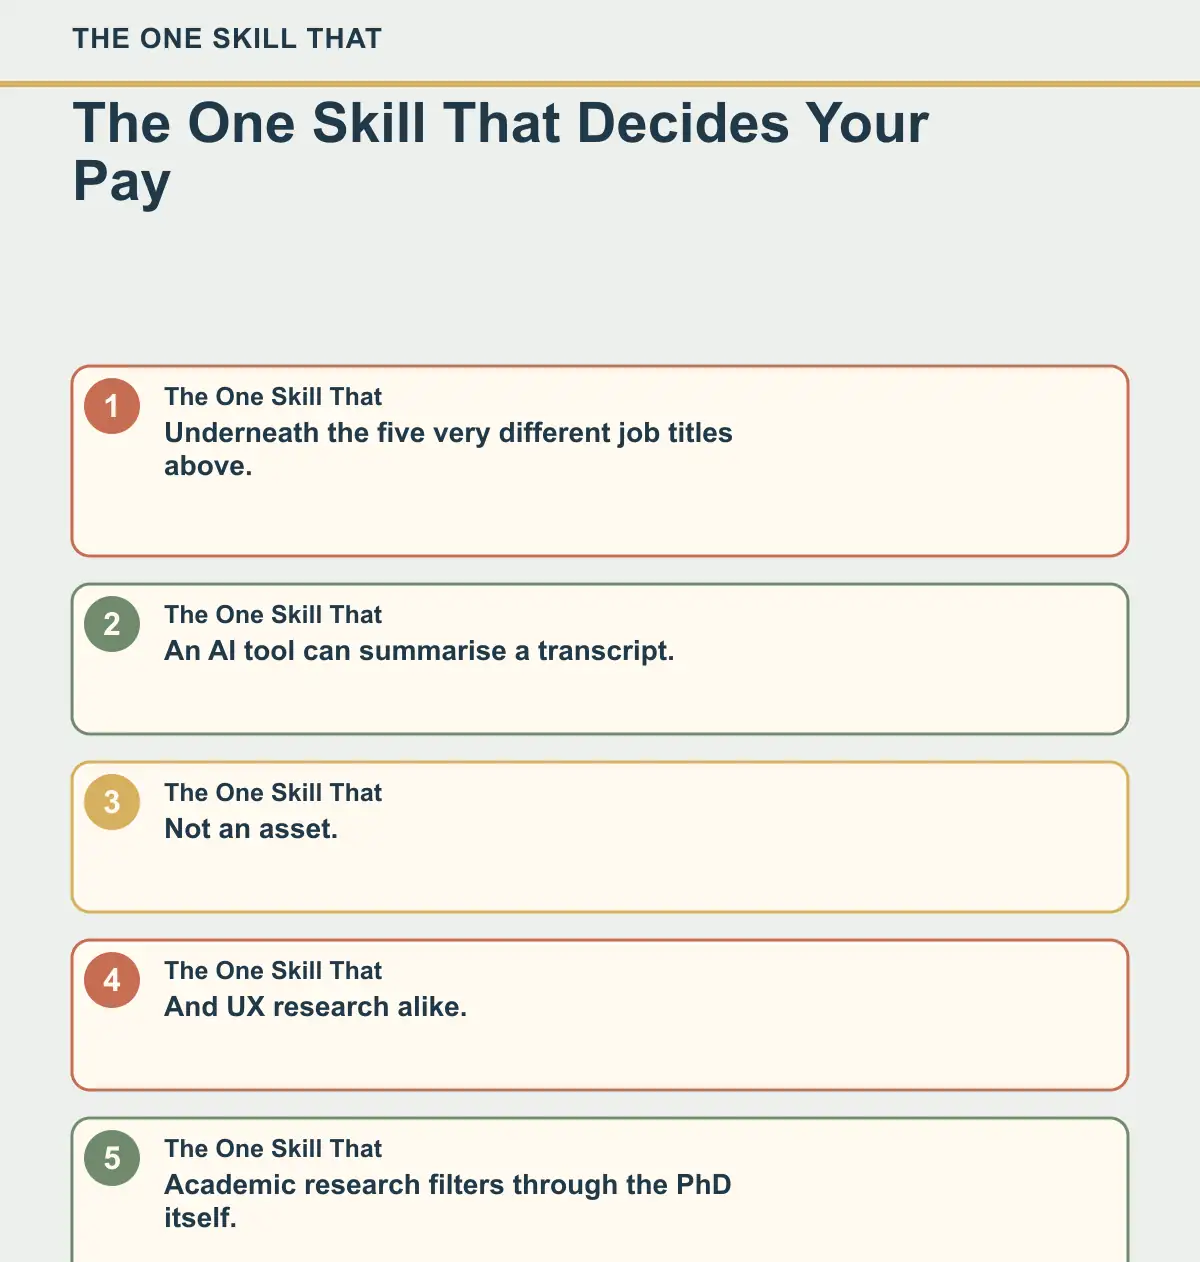 THE ONE SKILL THAT
The One Skill That Decides Your
Pay
1
The One Skill That
Underneath the five very different job titles
above.
2
The One Skill That
An AI tool can summarise a transcript.
3
The One Skill That
Not an asset.
4
The One Skill That
And UX research alike.
5
The One Skill That
Academic research filters through the PhD
itself.